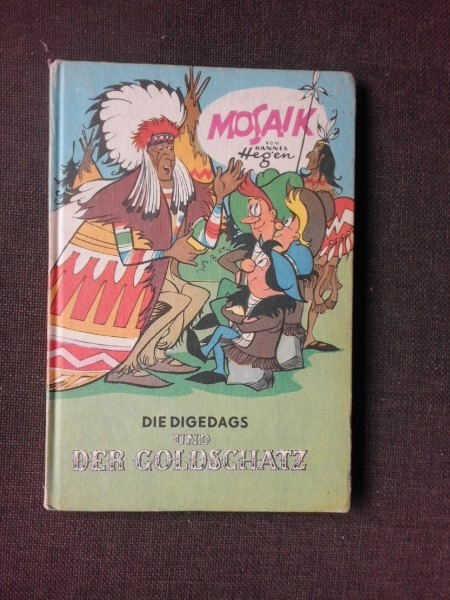 MOSAIK
VON
HANNES
Hegen
DIE DIGEDAGS
UND
DER GOLDSCHATZ